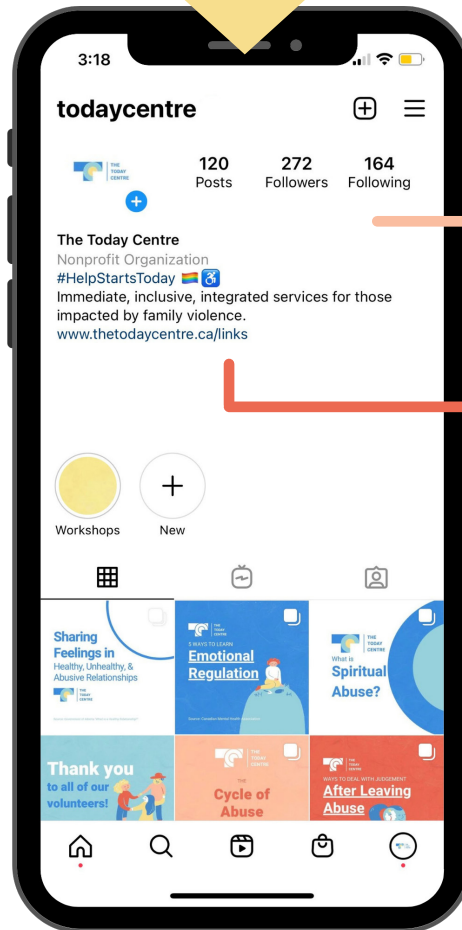 3:18
todaycentre
THE
TODAY
CENTRE
120
Posts
272
Followers
164
Following
The Today Centre
Nonprofit Organization
#HelpStartsToday
Immediate, inclusive, integrated services for those
impacted by family violence.
www.thetodaycentre.ca/links
Workshops
New
Sharing
Feelings in
Healthy, Unhealthy, &
Abusive Relationships
THE
TODAY
CENTRE
THE
TODAY
CENTRE
5 WAYS TO LEARN
Emotional
Regulation
THE
TODAY
CENTRE
What is
Spiritual
Abuse?
Thank you
to all of our
volunteers!
THE
TODAY
CENTRE
THE
Cycle of
Abuse
THE
TODAY
CENTRE
WAYS TO DEAL WITH JUDGEMENT
After Leaving
Abuse